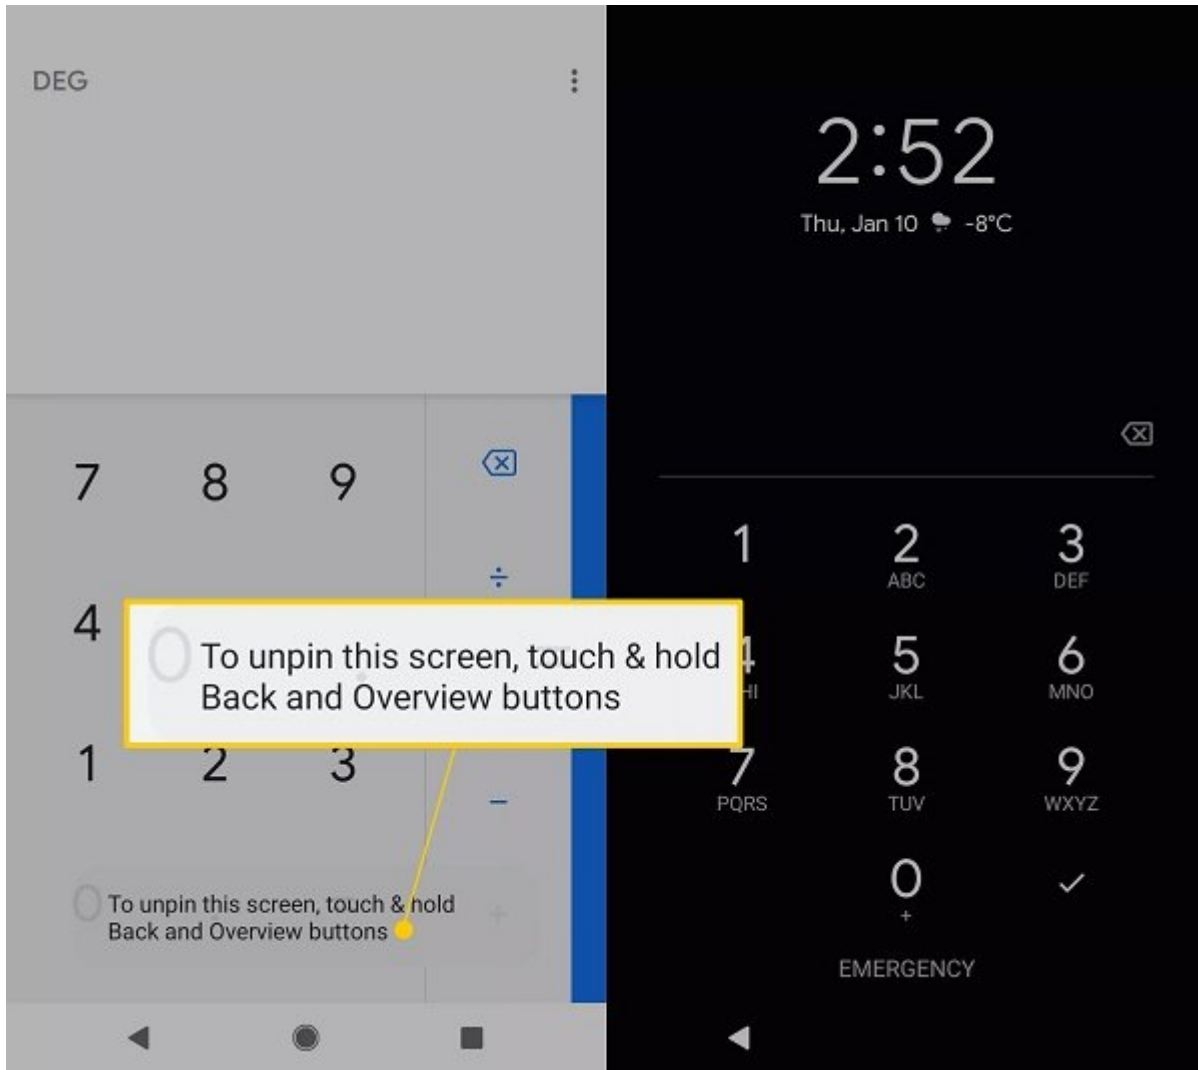 DEG
7 8 9
÷
4
To unpin this screen, touch & hold
Back and Overview buttons
1 2 3
−
To unpin this screen, touch & hold
Back and Overview buttons
+
2:52
Thu, Jan 10 -8°C
1 2 3
ABC DEF
5 6
JKL MNO
7 8 9
PQRS TUV WXYZ
0
+
EMERGENCY